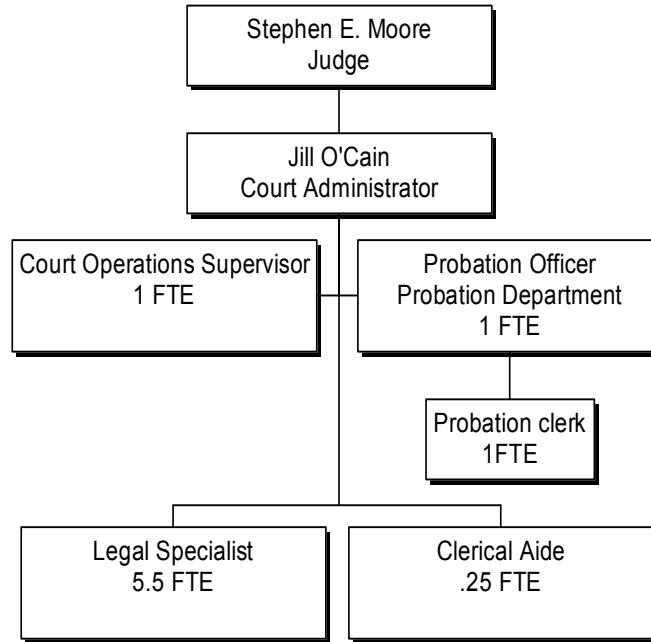 Stephen E. Moore
Judge
Jill O'Cain
Court Administrator
Court Operations Supervisor
1 FTE
Probation Officer
Probation Department
1 FTE
Probation clerk
1FTE
Legal Specialist
5.5 FTE
Clerical Aide
.25 FTE